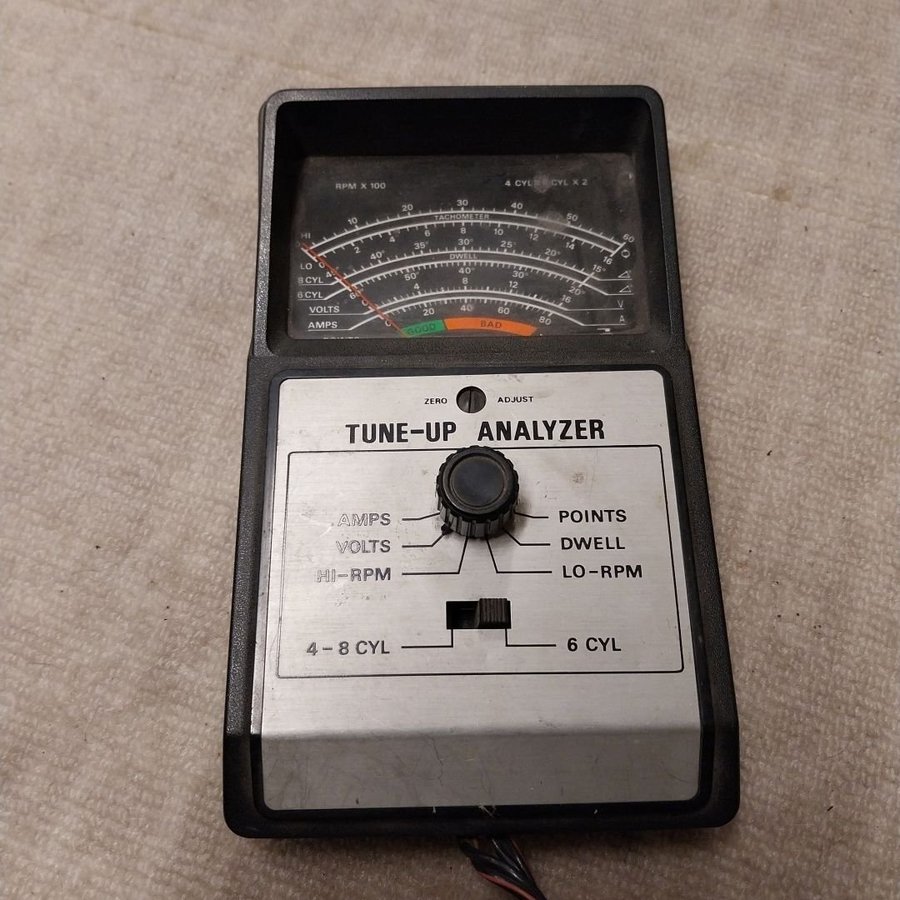 RPM X 100 4 CYL CYL X 2
10 20 30 40 50 60
TACHOMETER
HI 2 4 6 8 10 12 14 16
LO 0
40° 35° 30° 25° 20° 15°
DWELL
8 CYL 50° 40° 30° 20°
6 CYL
4 8 12 16
VOLTS V
20 40 60 80
AMPS A
GOOD BAD
ZERO ADJUST
TUNE-UP ANALYZER
AMPS POINTS
VOLTS DWELL
HI-RPM LO-RPM
4-8 CYL 6 CYL